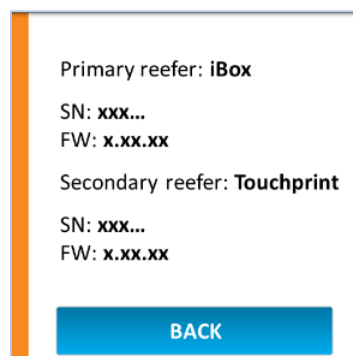 Primary reefer: iBox
SN: xxx...
FW: x.xx.xx
Secondary reefer: Touchprint
SN: xxx...
FW: x.xx.xx
BACK